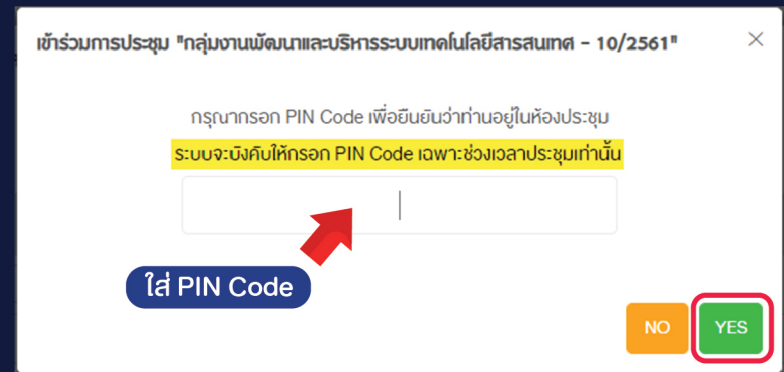 เข้าร่วมการประชุม "กลุ่มงานพัฒนาและบริหารระบบเทคโนโลยีสารสนเทศ - 10/2561"
กรุณากรอก PIN Code เพื่อยืนยันว่าท่านอยู่ในห้องประชุม
ระบบจะบังคับให้กรอก PIN Code เฉพาะช่วงเวลาประชุมเท่านั้น
ใส่ PIN Code
NO YES